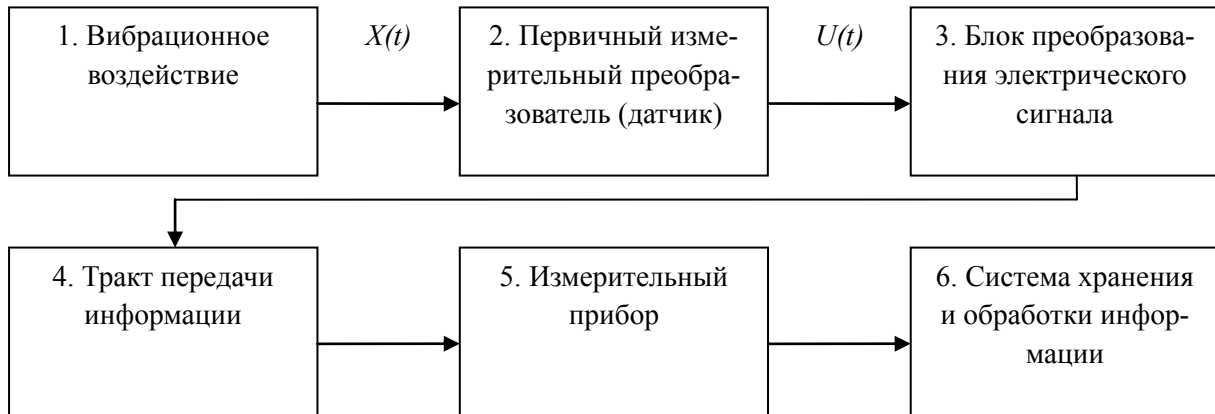 1. Вибрационное
воздействие
X(t)
2. Первичный изме-
рительный преобра-
зователь (датчик)
U(t)
3. Блок преобразова-
ния электрического
сигнала
4. Тракт передачи
информации
5. Измерительный
прибор
6. Система хранения
и обработки инфор-
мации